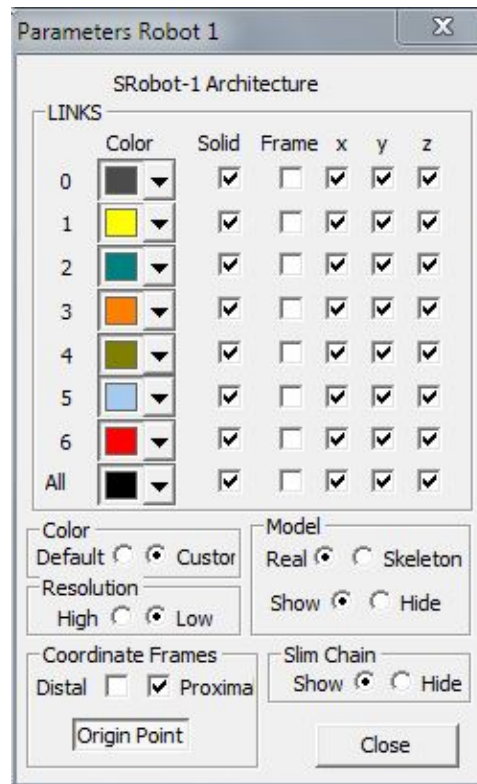 Parameters Robot 1
SRobot-1 Architecture
LINKS
Color Solid Frame x y z
0
1
2
3
4
5
6
All
Color
Default Custor
Resolution
High Low
Model
Real Skeleton
Show Hide
Coordinate Frames
Distal Proxima
Origin Point
Slim Chain
Show Hide
Close